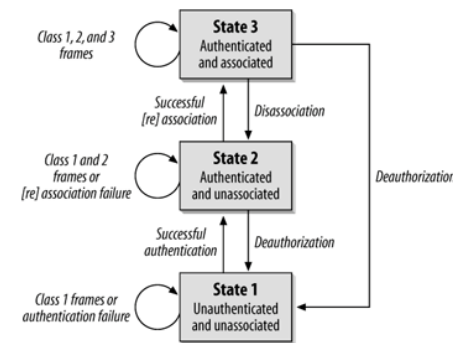 State 3
Authenticated
and associated
Class 1, 2, and 3
frames
Successful
[re] association
Disassociation
State 2
Authenticated
and unassociated
Class 1 and 2
frames or
[re] association failure
Deauthorization
Successful
authentication
Deauthorization
State 1
Unauthenticated
and unassociated
Class 1 frames or
authentication failure